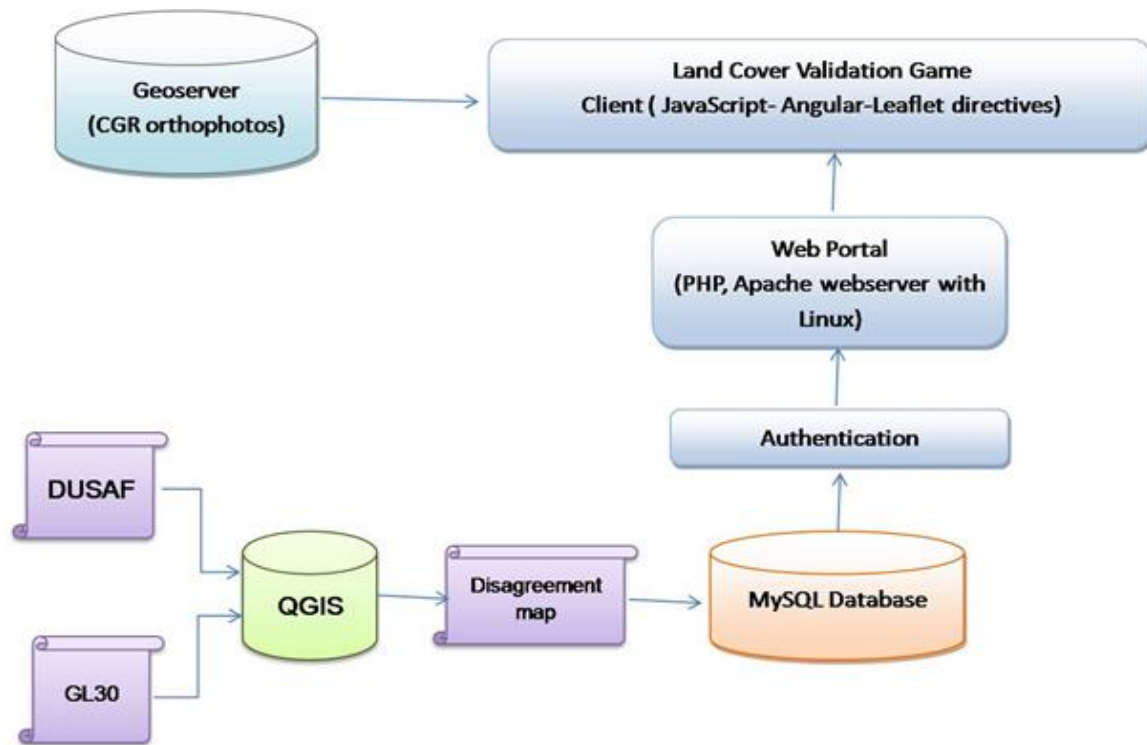 Geoserver
(CGR orthophotos)
Land Cover Validation Game
Client ( JavaScript- Angular-Leaflet directives)
Web Portal
(PHP, Apache webserver with
Linux)
Authentication
DUSAF
QGIS
Disagreement
map
MySQL Database
GL30